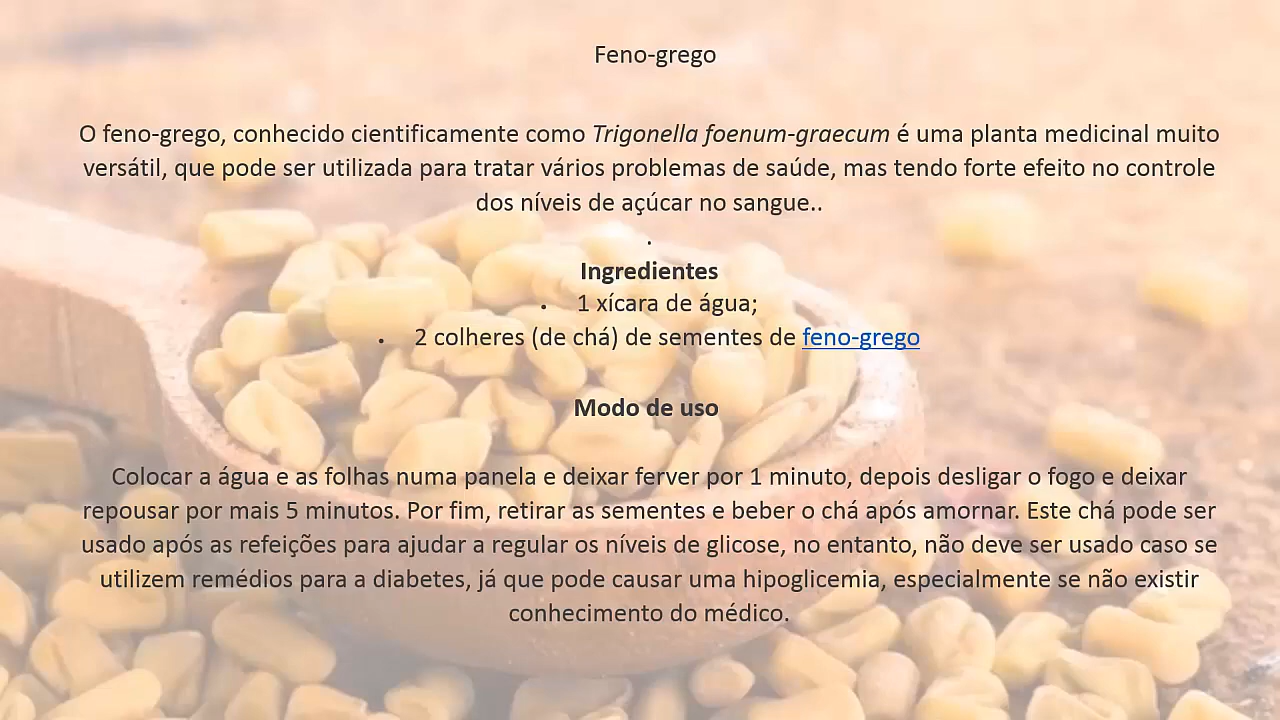 Feno-grego
O feno-grego, conhecido cientificamente como Trigonella foenum-graecum é uma planta medicinal muito
versátil, que pode ser utilizada para tratar vários problemas de saúde, mas tendo forte efeito no controle
dos níveis de açúcar no sangue..
.
Ingredientes
• 1 xícara de água;
• 2 colheres (de chá) de sementes de feno-grego
Modo de uso
Colocar a água e as folhas numa panela e deixar ferver por 1 minuto, depois desligar o fogo e deixar
repousar por mais 5 minutos. Por fim, retirar as sementes e beber o chá após amornar. Este chá pode ser
usado após as refeições para ajudar a regular os níveis de glicose, no entanto, não deve ser usado caso se
utilizem remédios para a diabetes, já que pode causar uma hipoglicemia, especialmente se não existir
conhecimento do médico.